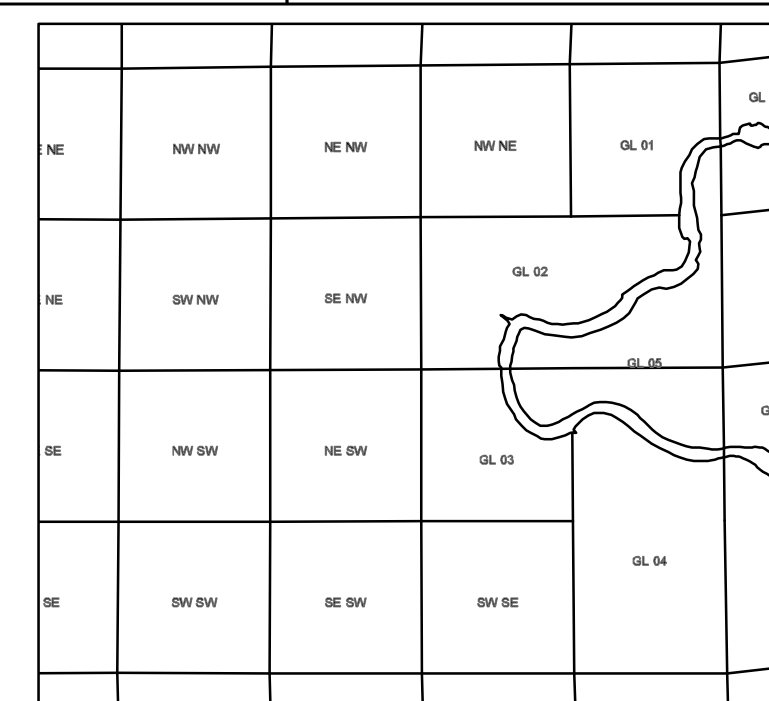 GL
NE
NW NW
NE NW
NW NE
GL 01
NE
SW NW
SE NW
GL 02
GL 05
G
SE
NW SW
NE SW
GL 03
GL 04
SE
SW SW
SE SW
SW SE